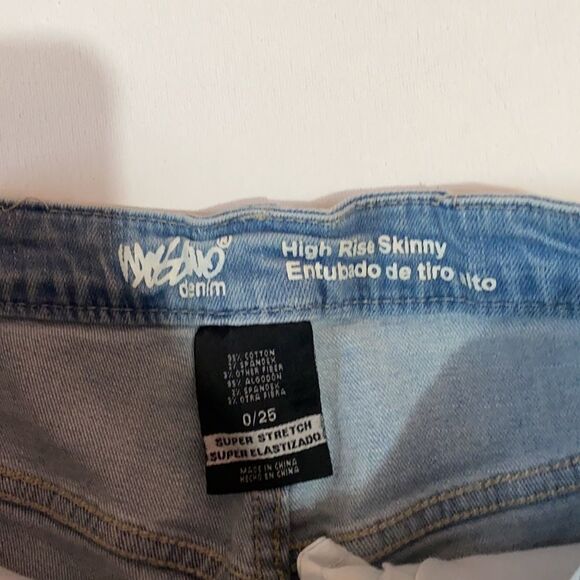 MOSSIMO®
denim
High Rise Skinny
Entubado de tiro alto
95% COTTON
2% SPANDEX
3% OTHER FIBER
95% ALGODÓN
2% SPANDEX
3% OTRA FIBRA
0/25
SUPER STRETCH
SUPER ELASTIZADO
MADE IN CHINA
HECHO EN CHINA